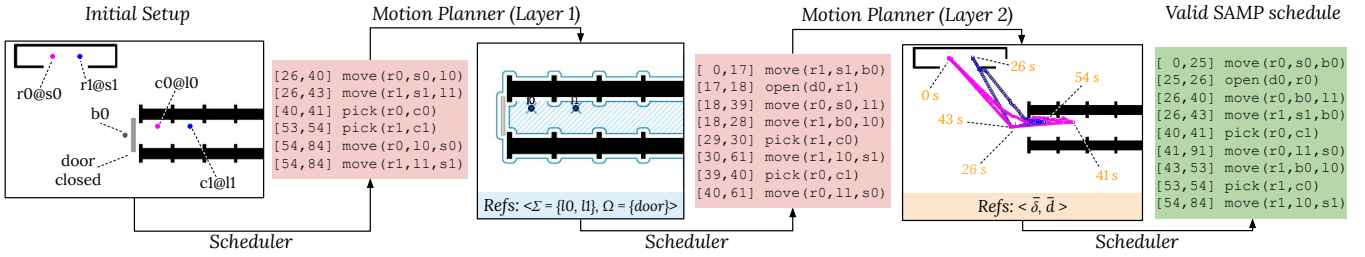 Initial Setup
Motion Planner (Layer 1)
Motion Planner (Layer 2)
Valid SAMP schedule
r0@s0
r1@s1
c0@l0
b0
door
closed
c1@l1
[26,40] move(r0,s0,l0)
[26,43] move(r1,s1,l1)
[40,41] pick(r0,c0)
[53,54] pick(r1,c1)
[54,84] move(r0,l0,s0)
[54,84] move(r1,l1,s1)
l0
l1
Refs: <Σ = {l0, l1}, Ω = {door}>
[ 0,17] move(r1,s1,b0)
[17,18] open(d0,r1)
[18,39] move(r0,s0,l1)
[18,28] move(r1,b0,l0)
[29,30] pick(r1,c0)
[30,61] move(r1,l0,s1)
[39,40] pick(r0,c1)
[40,61] move(r0,l1,s0)
0 s
26 s
54 s
43 s
26 s
41 s
Refs: < δ̄, d̄ >
[ 0,25] move(r0,s0,b0)
[25,26] open(d0,r0)
[26,40] move(r0,b0,l1)
[26,43] move(r1,s1,b0)
[40,41] pick(r0,c1)
[41,91] move(r0,l1,s0)
[43,53] move(r1,b0,l0)
[53,54] pick(r1,c0)
[54,84] move(r1,l0,s1)
Scheduler
Scheduler
Scheduler